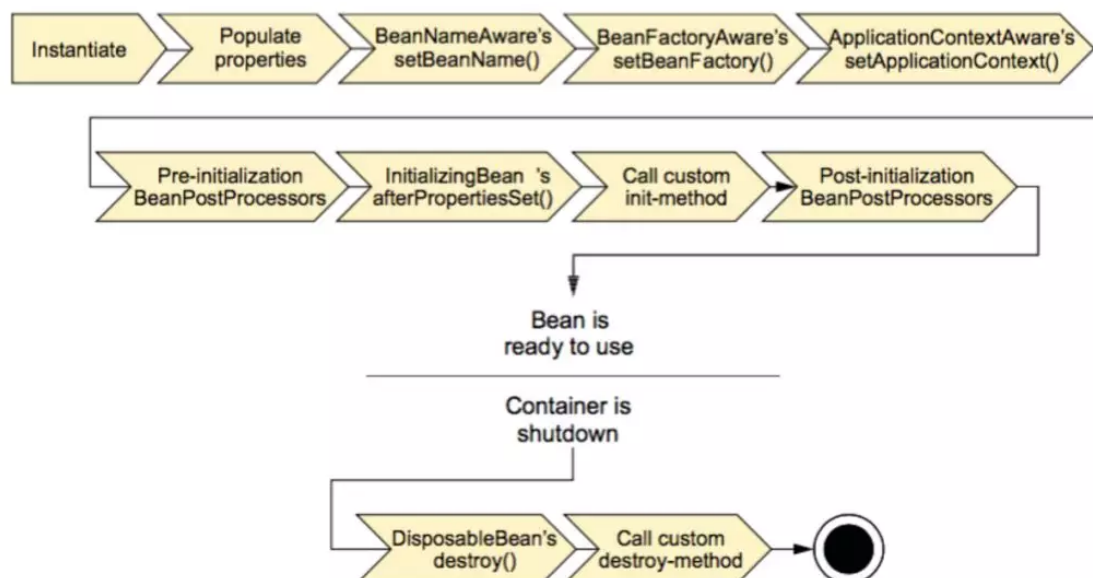 Instantiate
Populate
properties
BeanNameAware's
setBeanName()
BeanFactoryAware's
setBeanFactory()
ApplicationContextAware's
setApplicationContext()
Pre-initialization
BeanPostProcessors
InitializingBean 's
afterPropertiesSet()
Call custom
init-method
Post-initialization
BeanPostProcessors
Bean is
ready to use
Container is
shutdown
DisposableBean's
destroy()
Call custom
destroy-method